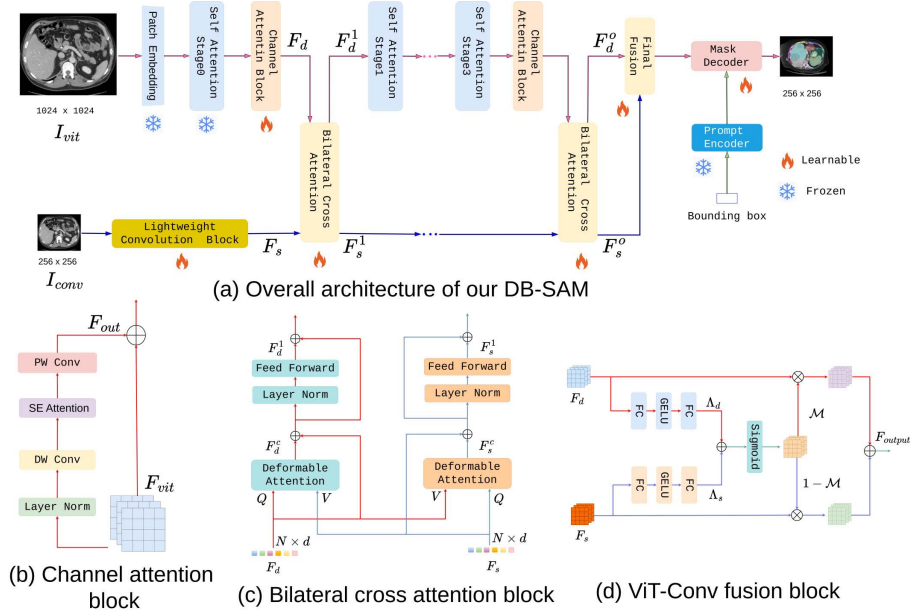 1024 x 1024
I_vit
Patch Embedding
Self Attention
Stage0
Channel
Attentin Block
F_d
F_d^1
Self Attention
Stage1
Self Attention
Stage3
Channel
Attentin Block
F_d^o
Final
Fusion
Mask
Decoder
256 x 256
Bilateral Cross
Attention
Bilateral Cross
Attention
Prompt
Encoder
Bounding box
Learnable
Frozen
256 x 256
I_conv
Lightweight
Convolution Block
F_s
F_s^1
F_s^o
(a) Overall architecture of our DB-SAM
F_out
PW Conv
SE Attention
DW Conv
Layer Norm
F_vit
(b) Channel attention
block
F_d^1
Feed Forward
Layer Norm
F_d^c
Deformable
Attention
Q
V
N × d
F_d
F_s^1
Feed Forward
Layer Norm
F_s^c
Deformable
Attention
V
Q
N × d
F_s
(c) Bilateral cross attention block
F_d
FC
GELU
FC
Λ_d
Sigmoid
M
F_output
FC
GELU
FC
Λ_s
1 − M
F_s
(d) ViT-Conv fusion block